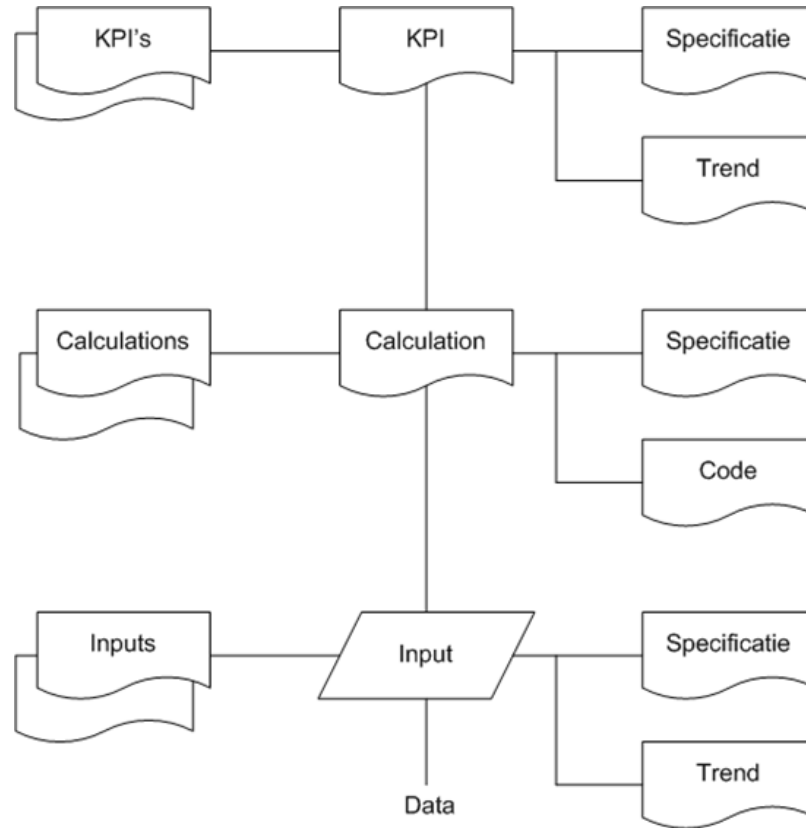 KPI's
KPI
Specificatie
Trend
Calculations
Calculation
Specificatie
Code
Inputs
Input
Specificatie
Trend
Data